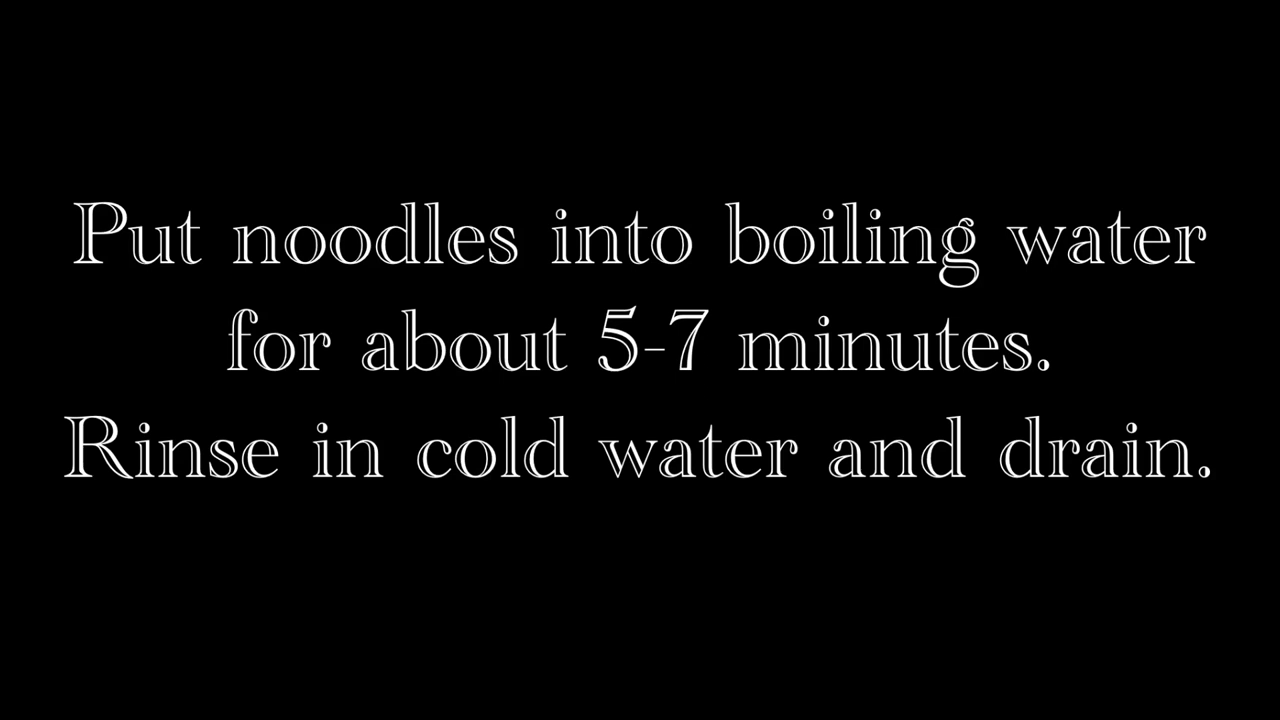 Put noodles into boiling water
for about 5-7 minutes.
Rinse in cold water and drain.